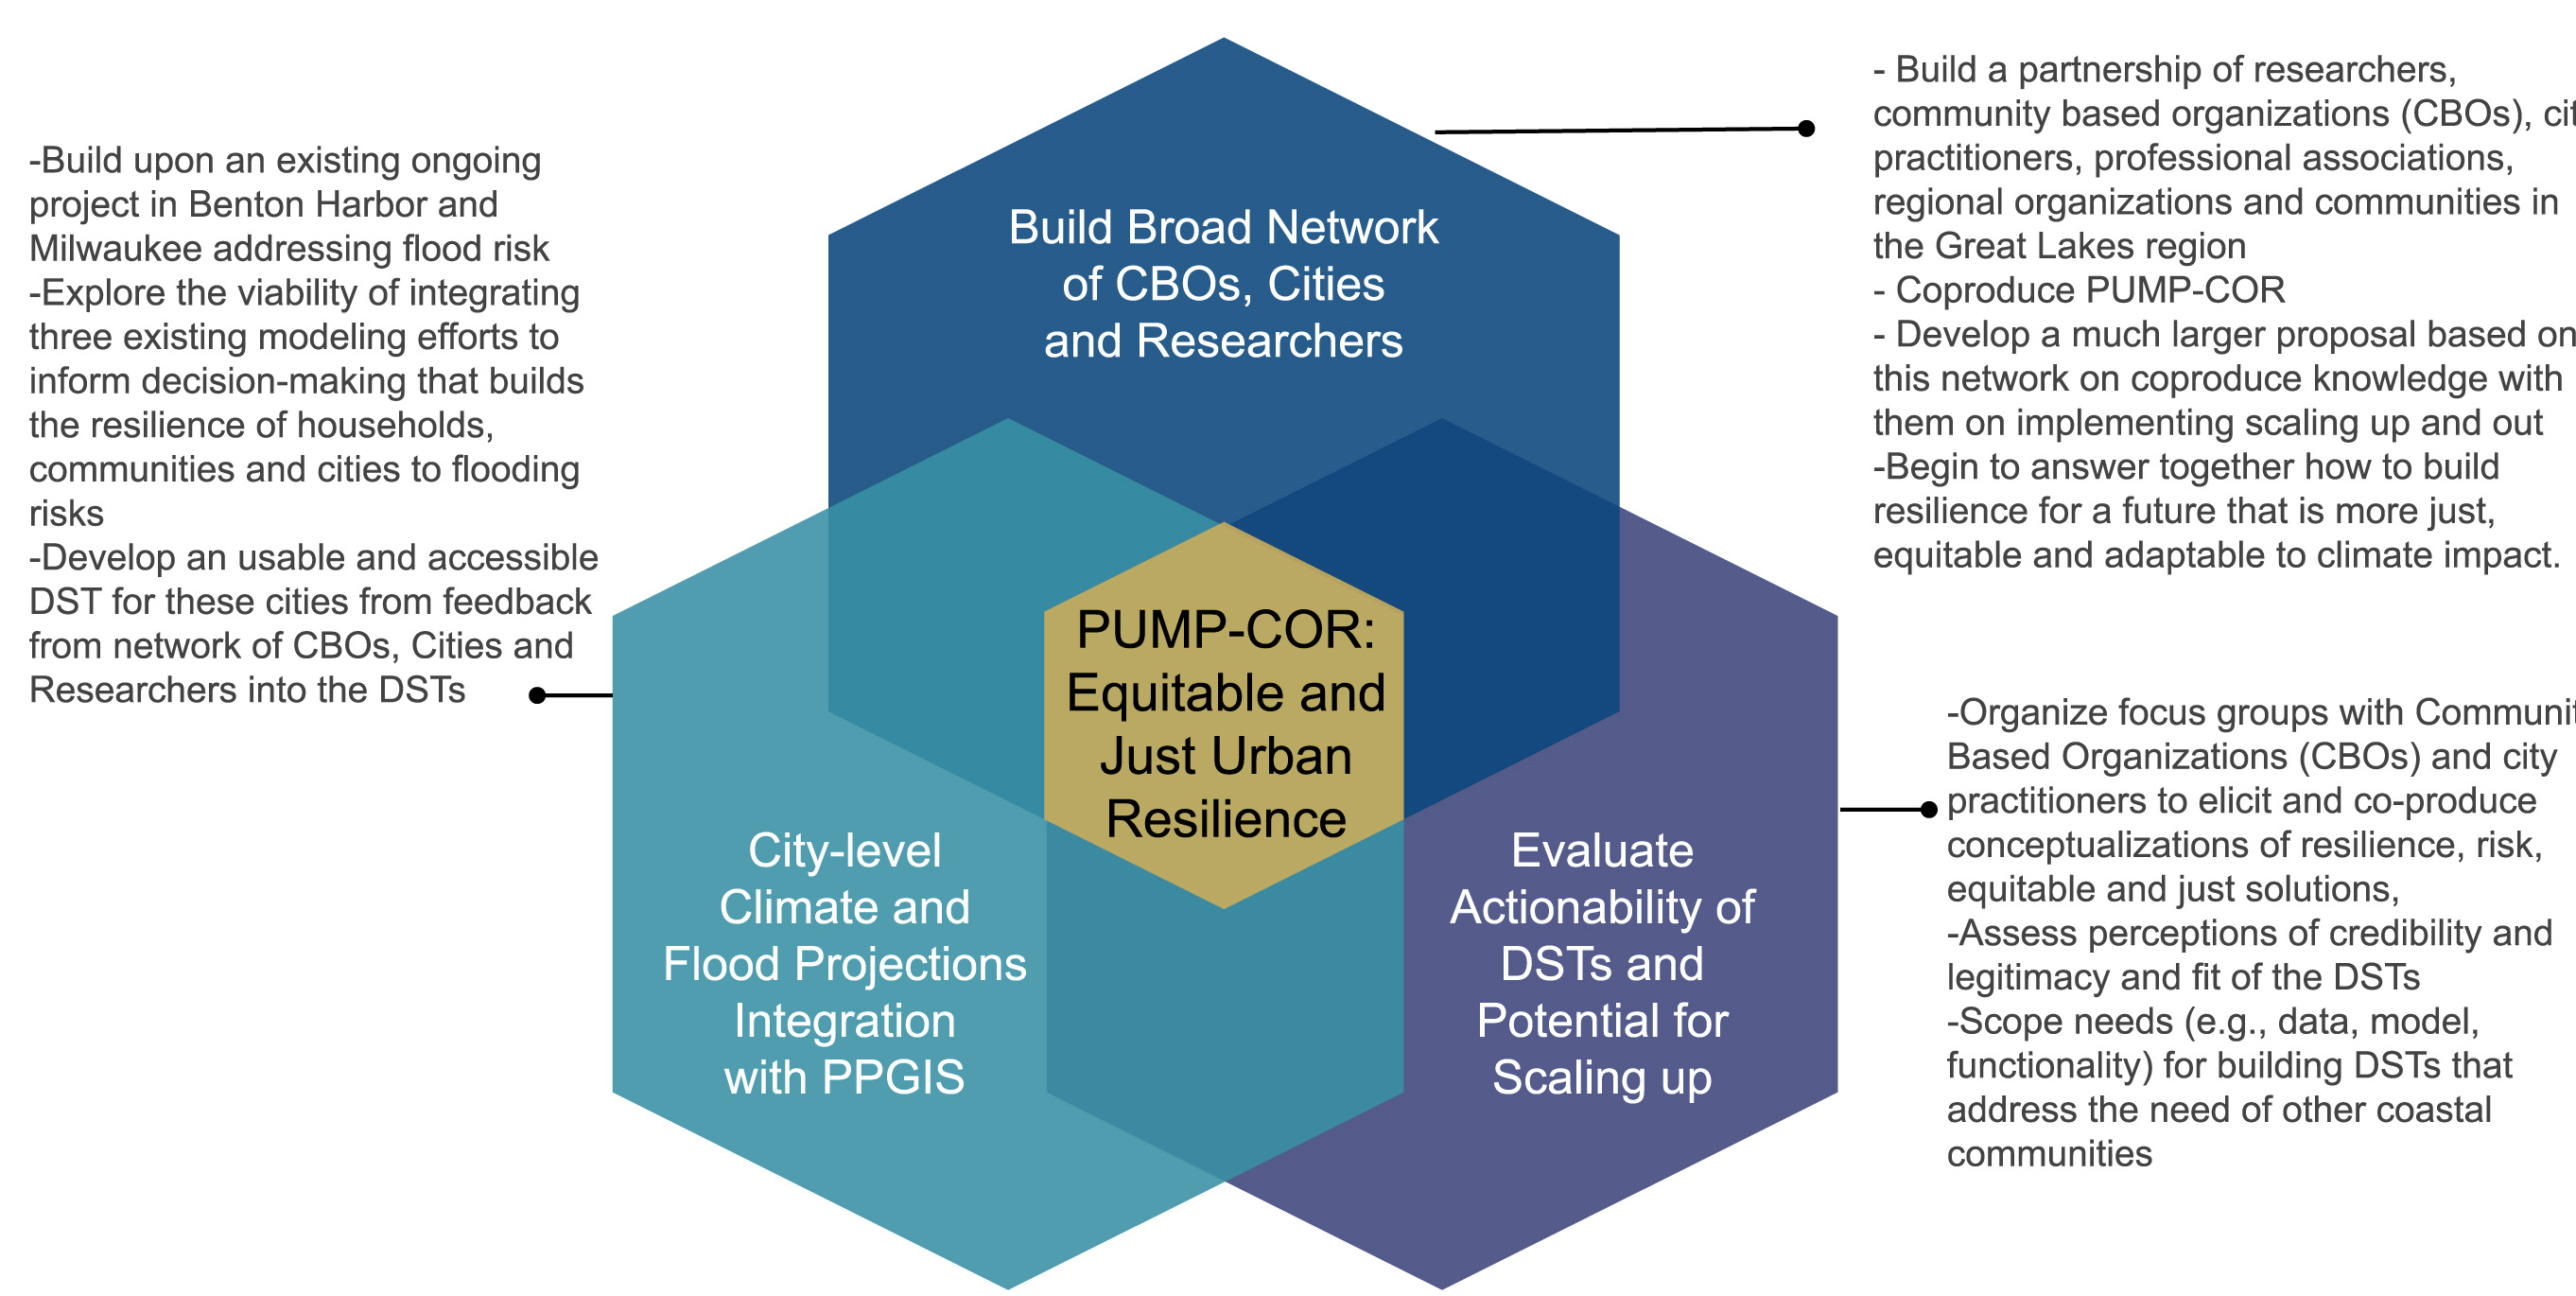 -Build upon an existing ongoing
project in Benton Harbor and
Milwaukee addressing flood risk
-Explore the viability of integrating
three existing modeling efforts to
inform decision-making that builds
the resilience of households,
communities and cities to flooding
risks
-Develop an usable and accessible
DST for these cities from feedback
from network of CBOs, Cities and
Researchers into the DSTs
Build Broad Network
of CBOs, Cities
and Researchers
PUMP-COR:
Equitable and
Just Urban
Resilience
City-level
Climate and
Flood Projections
Integration
with PPGIS
Evaluate
Actionability of
DSTs and
Potential for
Scaling up
- Build a partnership of researchers,
community based organizations (CBOs),
practitioners, professional associations,
regional organizations and communities in
the Great Lakes region
- Coproduce PUMP-COR
- Develop a much larger proposal based on
this network on coproduce knowledge with
them on implementing scaling up and out
-Begin to answer together how to build
resilience for a future that is more just,
equitable and adaptable to climate impact.
-Organize focus groups with
Based Organizations (CBOs) and city
practitioners to elicit and co-produce
conceptualizations of resilience, risk,
equitable and just solutions,
-Assess perceptions of credibility and
legitimacy and fit of the DSTs
-Scope needs (e.g., data, model,
functionality) for building DSTs that
address the need of other coastal
communities